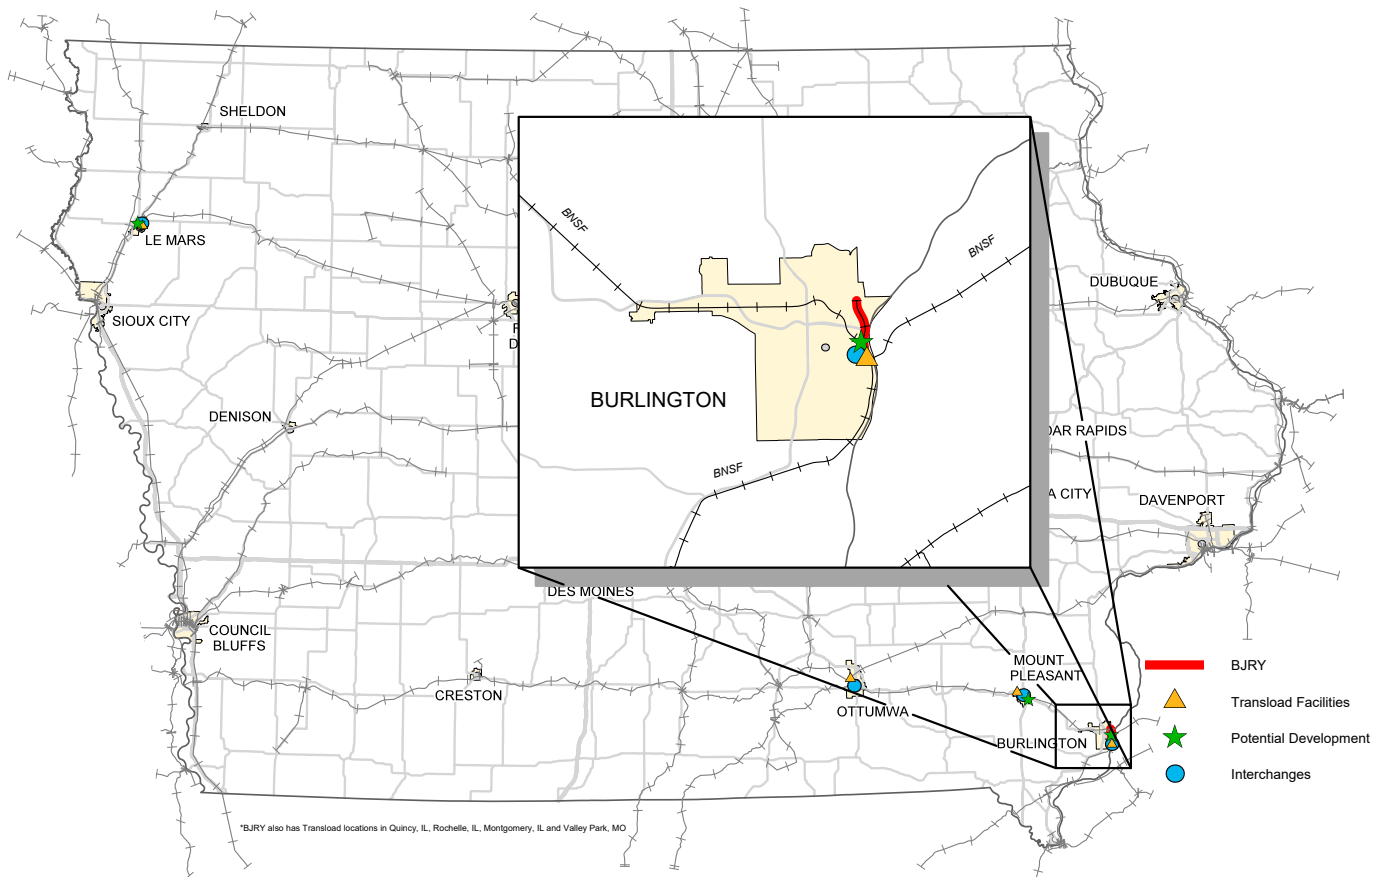 SHELDON
LE MARS
SIOUX CITY
DENISON
COUNCIL
BLUFFS
CRESTON
DES MOINES
OTTUMWA
MOUNT
PLEASANT
BURLINGTON
DUBUQUE
DAR RAPIDS
A CITY
DAVENPORT
F
D
BNSF
BNSF
BURLINGTON
BNSF
BJRY
Transload Facilities
Potential Development
Interchanges
*BJRY also has Transload locations in Quincy, IL, Rochelle, IL, Montgomery, IL and Valley Park, MO